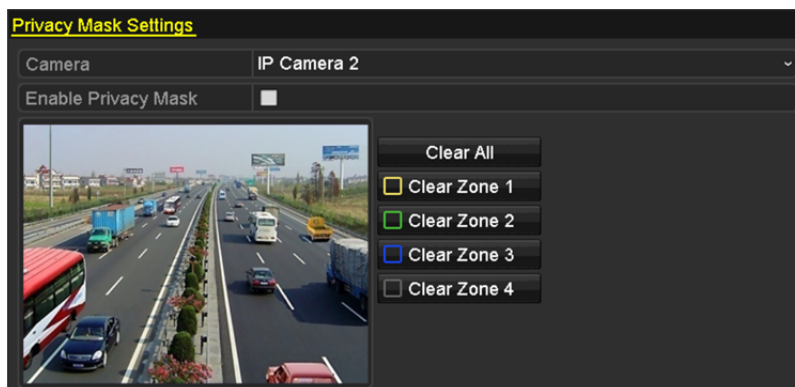 Privacy Mask Settings
Camera
IP Camera 2
Enable Privacy Mask
Clear All
Clear Zone 1
Clear Zone 2
Clear Zone 3
Clear Zone 4